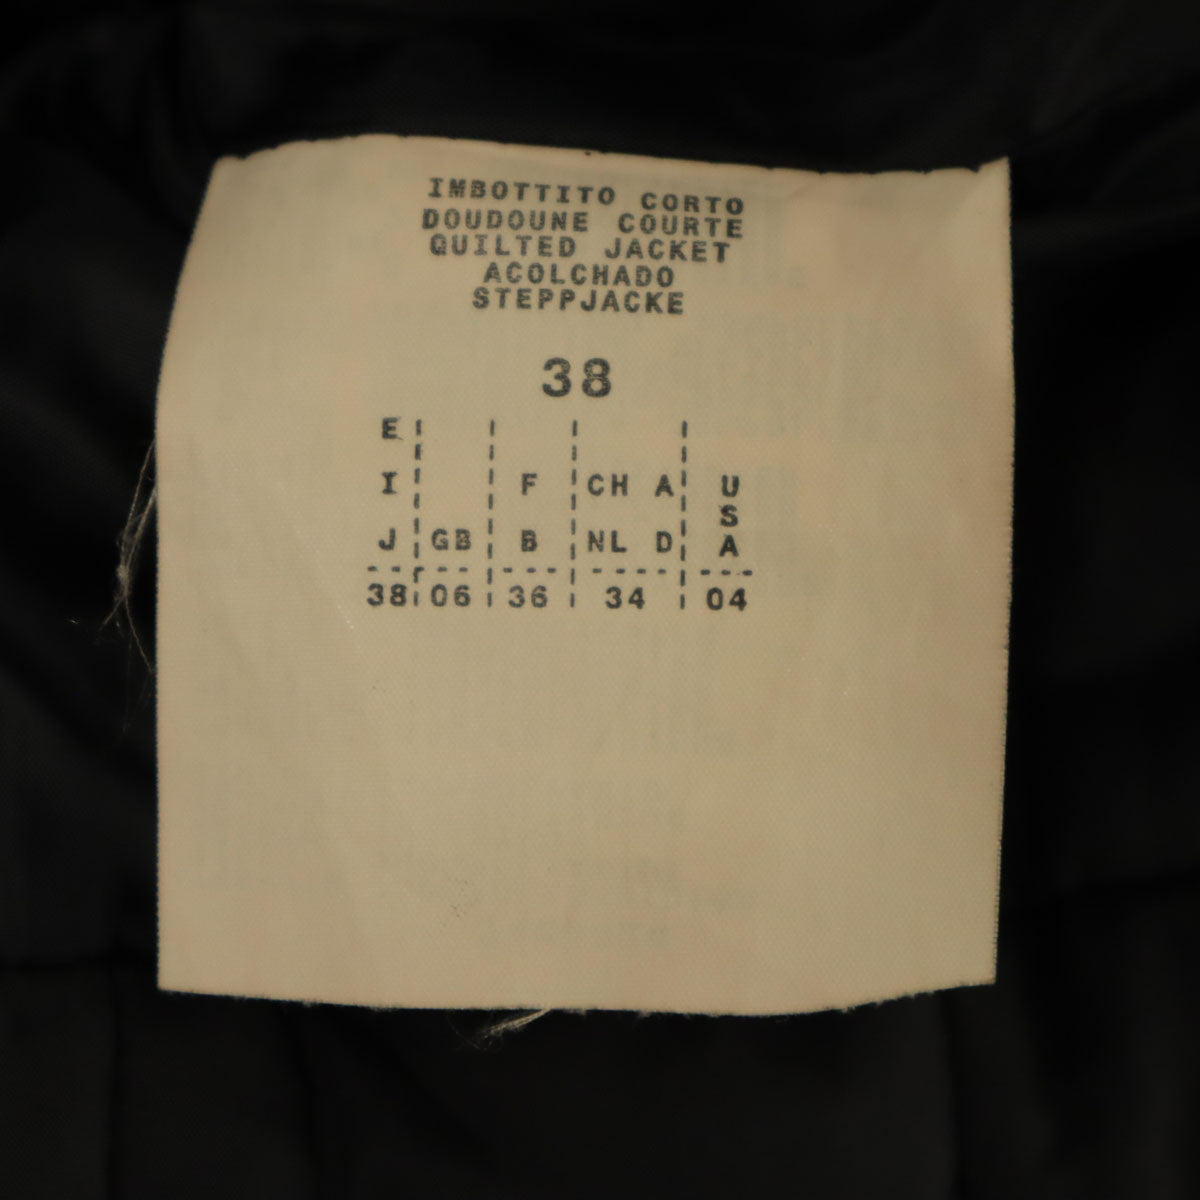 IMBOTTITO CORTO
DOUDOUNE COURTE
QUILTED JACKET
ACOLCHADO
STEPPJACKE
38
E
I F CH A U
S
J GB B NL D A
38 06 36 34 04